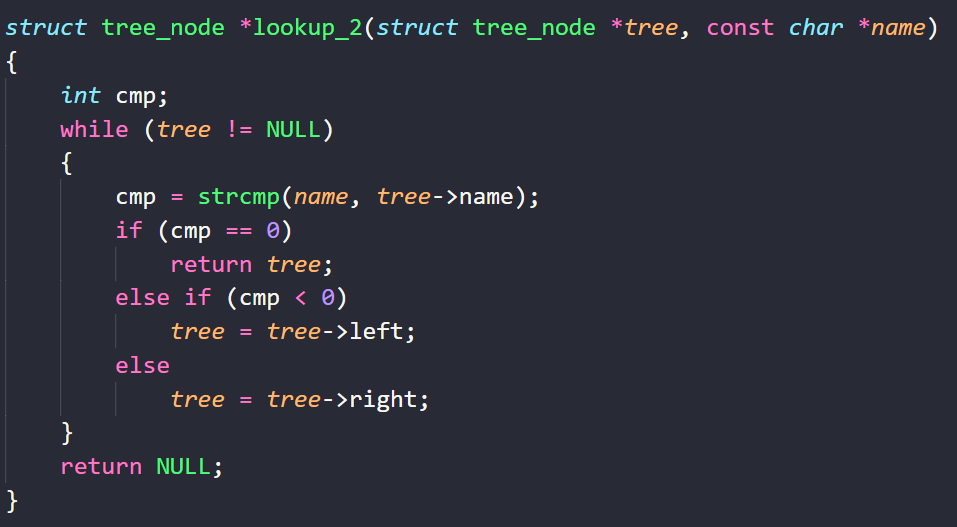 struct tree_node *lookup_2(struct tree_node *tree, const char *name)
{
    int cmp;
    while (tree != NULL)
    {
        cmp = strcmp(name, tree->name);
        if (cmp == 0)
            return tree;
        else if (cmp < 0)
            tree = tree->left;
        else
            tree = tree->right;
    }
    return NULL;
}